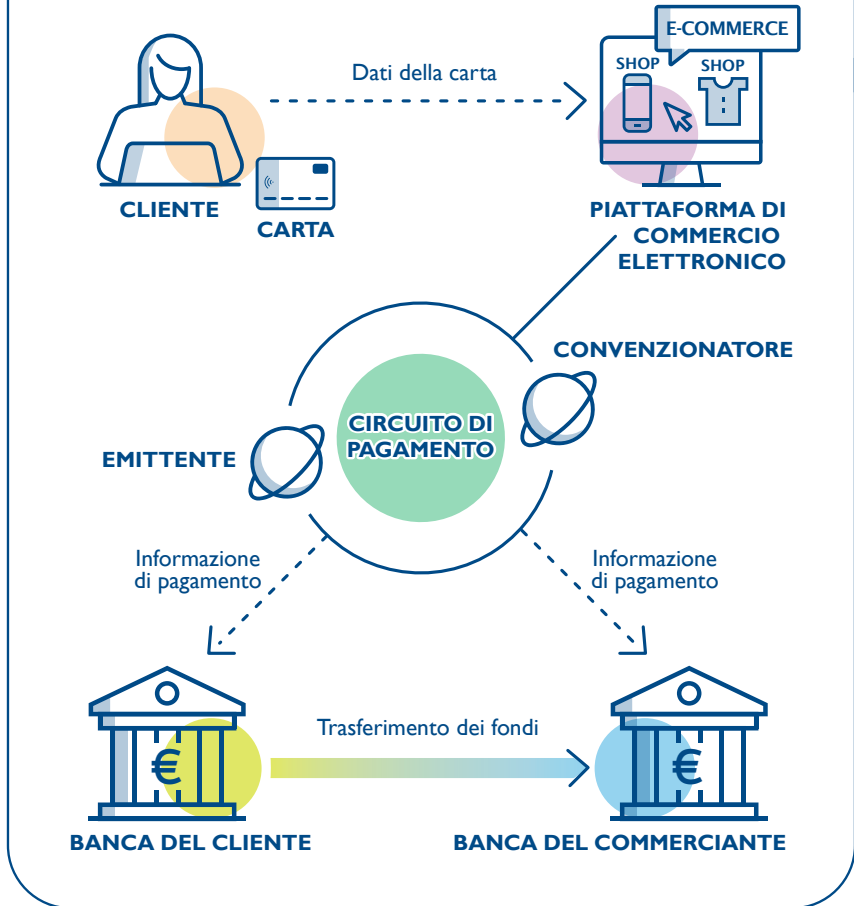 E-COMMERCE
SHOP
SHOP
Dati della carta
CLIENTE
CARTA
PIATTAFORMA DI
COMMERCIO
ELETTRONICO
CONVENZIONATORE
CIRCUITO DI
PAGAMENTO
EMITTENTE
Informazione
di pagamento
Informazione
di pagamento
Trasferimento dei fondi
€
€
BANCA DEL CLIENTE
BANCA DEL COMMERCIANTE